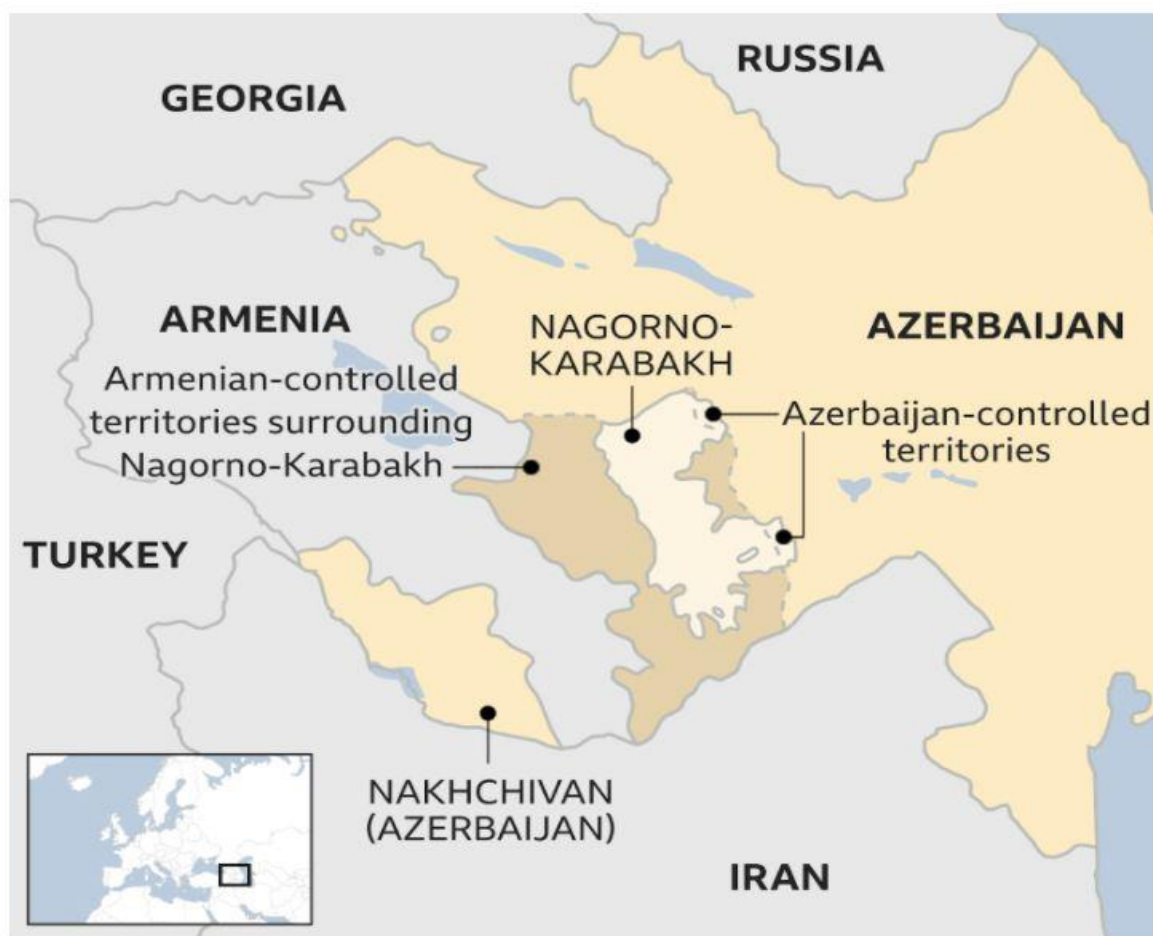 RUSSIA
GEORGIA
ARMENIA
NAGORNO-
KARABAKH
AZERBAIJAN
Armenian-controlled
territories surrounding
Nagorno-Karabakh
Azerbaijan-controlled
territories
TURKEY
NAKHCHIVAN
(AZERBAIJAN)
IRAN